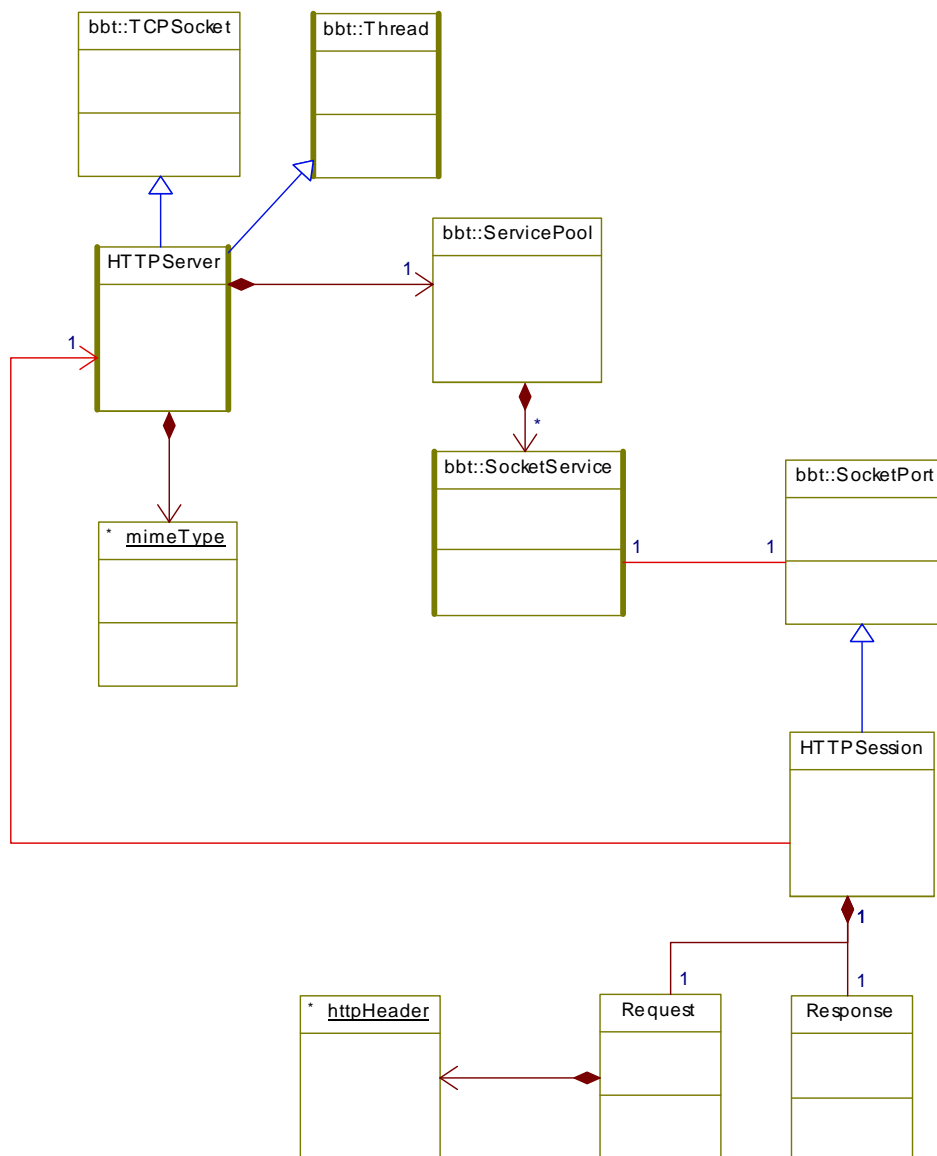 bbt::TCPSocket
bbt::Thread
HTTPServer
bbt::ServicePool
1
1
*
bbt::SocketService
bbt::SocketPort
* mimeType
1
1
HTTPSession
1
1
1
* httpHeader
Request
Response